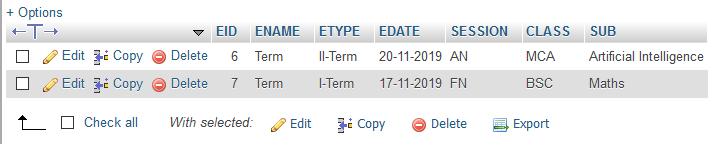 + Options
EID ENAME ETYPE EDATE SESSION CLASS SUB
Edit Copy Delete 6 Term II-Term 20-11-2019 AN MCA Artificial Intelligence
Edit Copy Delete 7 Term I-Term 17-11-2019 FN BSC Maths
Check all With selected: Edit Copy Delete Export